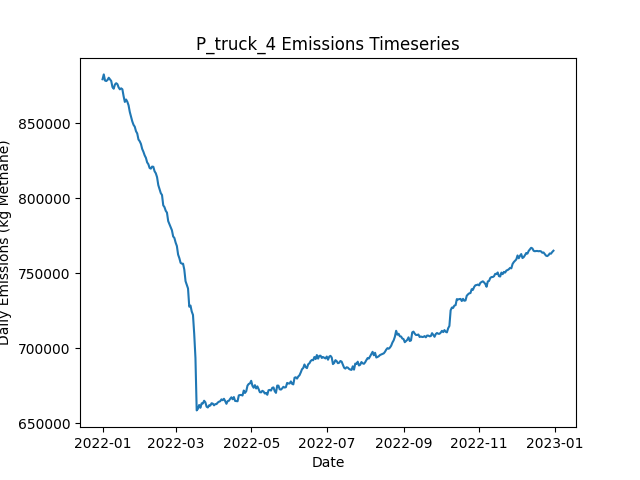 P_truck_4 Emissions Timeseries
Daily Emissions (kg Methane)
850000
800000
750000
700000
650000
2022-01 2022-03 2022-05 2022-07 2022-09 2022-11 2023-01
Date